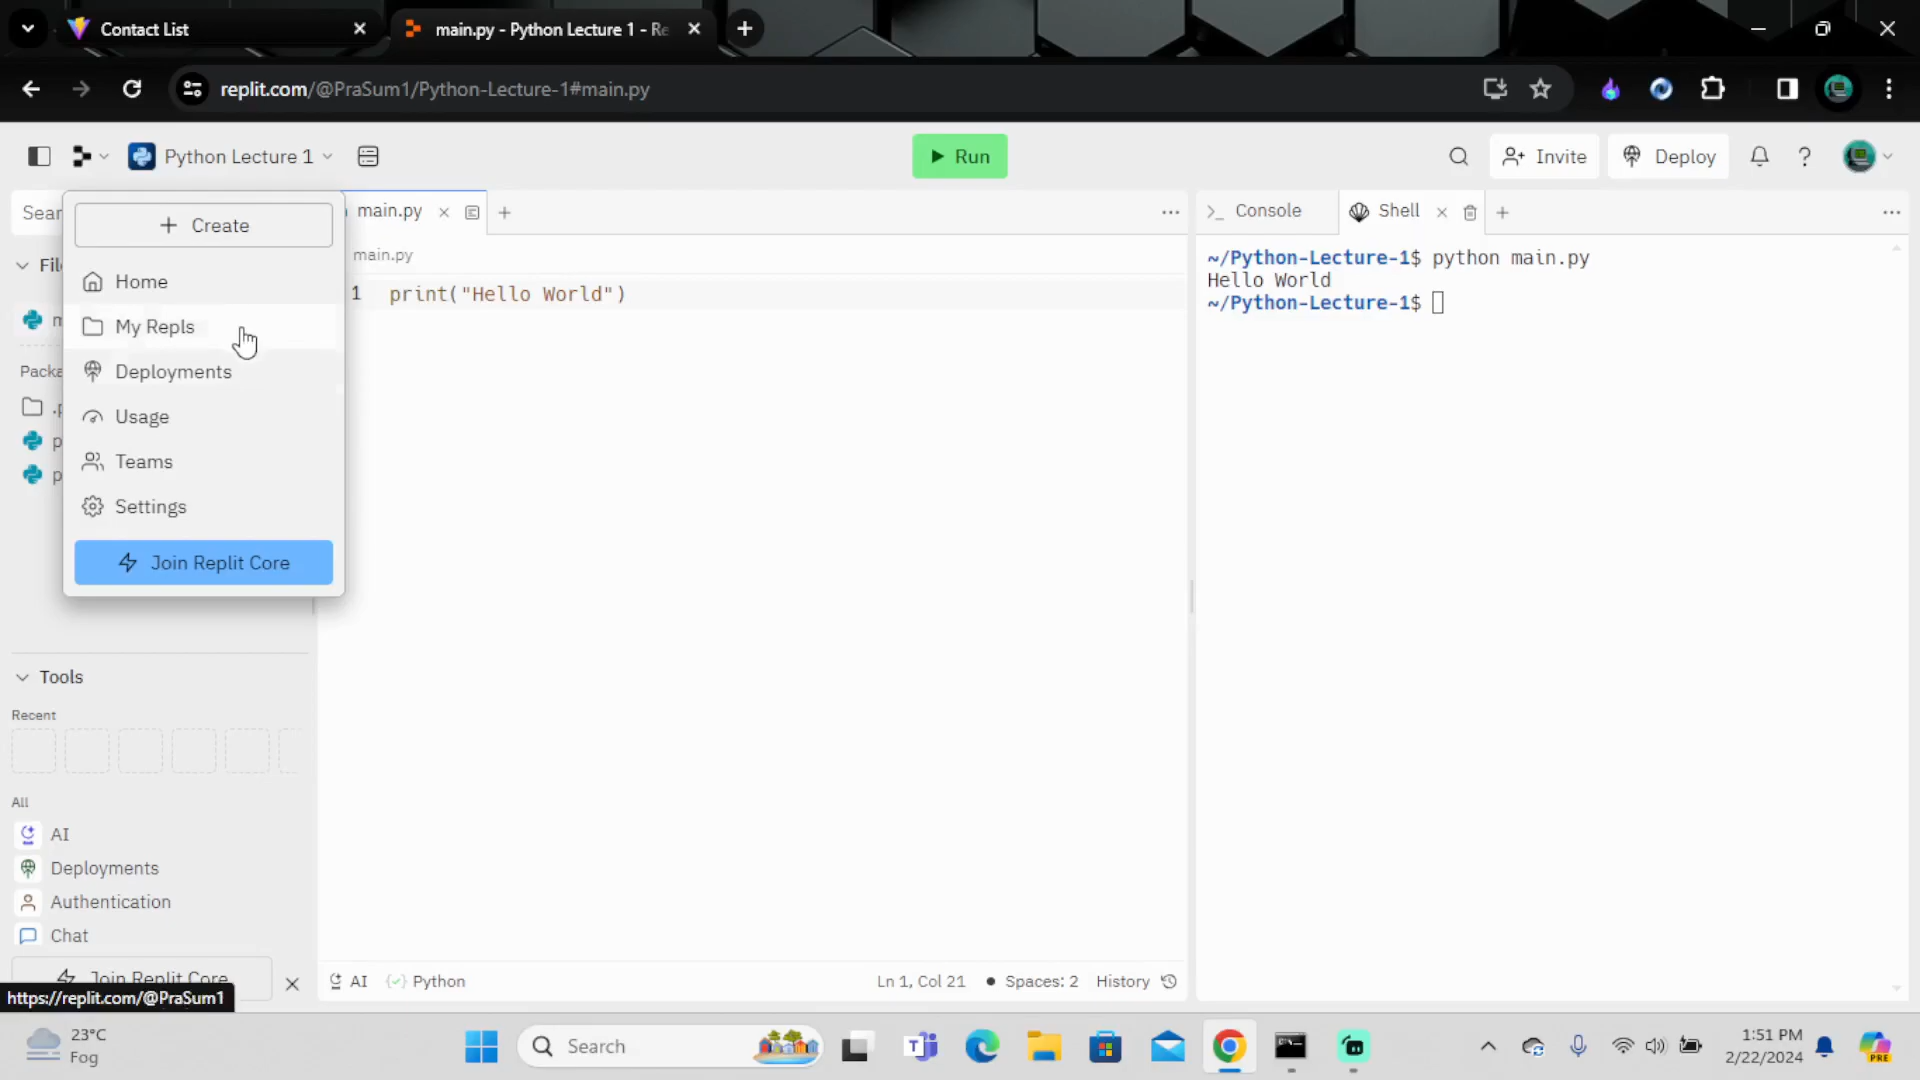 Contact List
main.py - Python Lecture 1 - Re
replit.com/@PraSum1/Python-Lecture-1#main.py
Python Lecture 1
Run
Invite
Deploy
Sear
Create
Home
My Repls
Deployments
Usage
Teams
Settings
Join Replit Core
File
m
Packa
.p
p
p
Tools
Recent
All
AI
Deployments
Authentication
Chat
Join Replit Core
https://replit.com/@PraSum1
main.py
main.py
1 print("Hello World")
AI
Python
Ln 1, Col 21
Spaces: 2
History
Console
Shell
~/Python-Lecture-1$ python main.py
Hello World
~/Python-Lecture-1$
23°C
Fog
Search
1:51 PM
2/22/2024
PRE